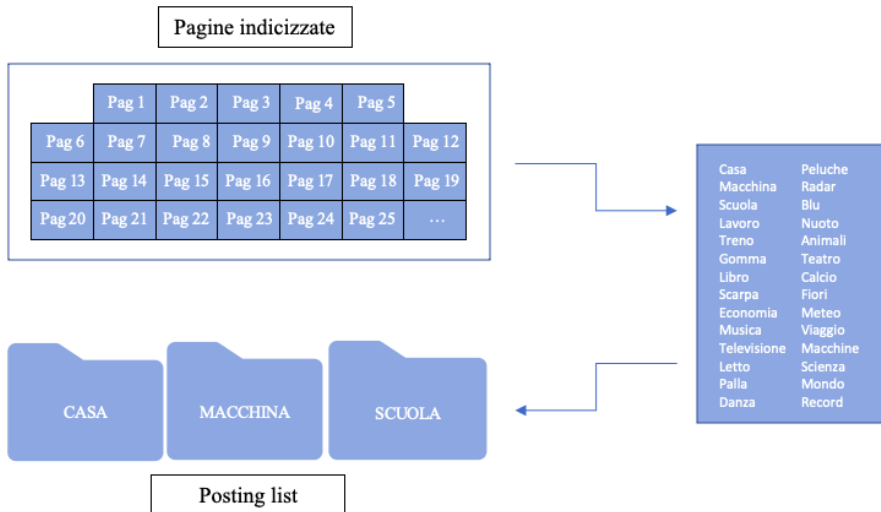 Pagine indicizzate
Pag 1 Pag 2 Pag 3 Pag 4 Pag 5
Pag 6 Pag 7 Pag 8 Pag 9 Pag 10 Pag 11 Pag 12
Pag 13 Pag 14 Pag 15 Pag 16 Pag 17 Pag 18 Pag 19
Pag 20 Pag 21 Pag 22 Pag 23 Pag 24 Pag 25 …
Casa Peluche
Macchina Radar
Scuola Blu
Lavoro Nuoto
Treno Animali
Gomma Teatro
Libro Calcio
Scarpa Fiori
Economia Meteo
Musica Viaggio
Televisione Macchine
Letto Scienza
Palla Mondo
Danza Record
CASA MACCHINA SCUOLA
Posting list